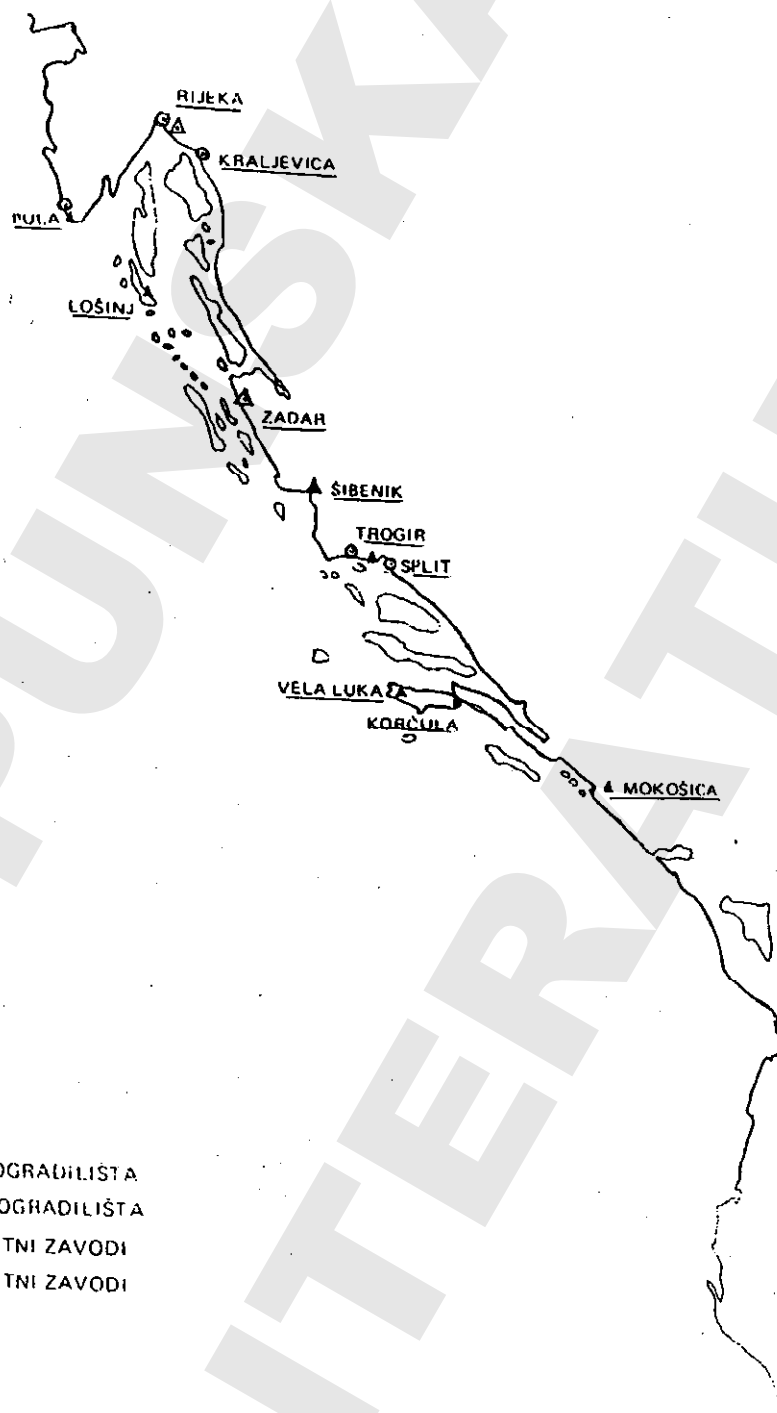 RIJEKA
KRALJEVICA
PULA
LOŠINJ
ZADAR
ŠIBENIK
TROGIR
SPLIT
VELA LUKA
KORČULA
MOKOŠICA
OGRADILIŠTA
OGRADILIŠTA
TNI ZAVODI
TNI ZAVODI